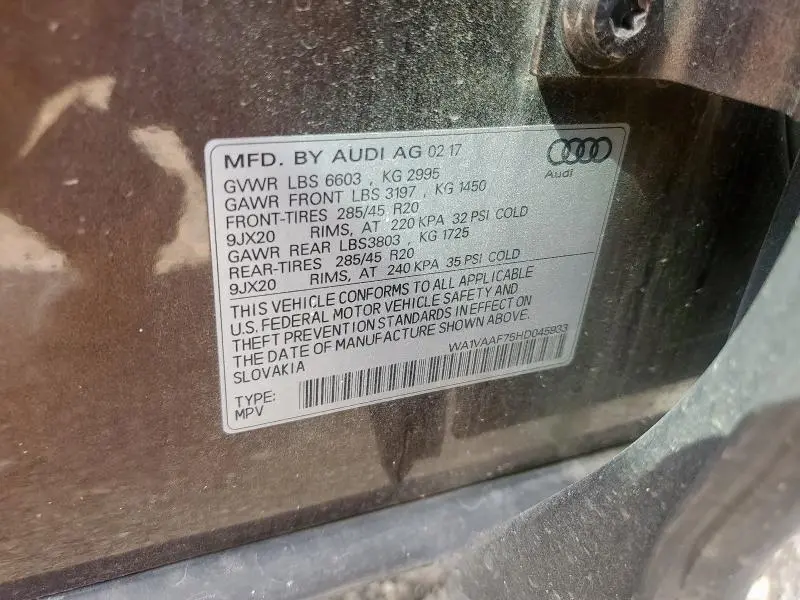 MFD. BY AUDI AG 02 17
Audi
GVWR LBS 6603 , KG 2995
GAWR FRONT LBS 3197 , KG 1450
FRONT-TIRES 285/45 R20
9JX20 RIMS, AT 220 KPA 32 PSI COLD
GAWR REAR LBS3803 , KG 1725
REAR-TIRES 285/45 R20
9JX20 RIMS, AT 240 KPA 35 PSI COLD
THIS VEHICLE CONFORMS TO ALL APPLICABLE
U.S. FEDERAL MOTOR VEHICLE SAFETY AND
THEFT PREVENTION STANDARDS IN EFFECT ON
THE DATE OF MANUFACTURE SHOWN ABOVE.
SLOVAKIA
WA1VAAF75HD045933
TYPE:
MPV